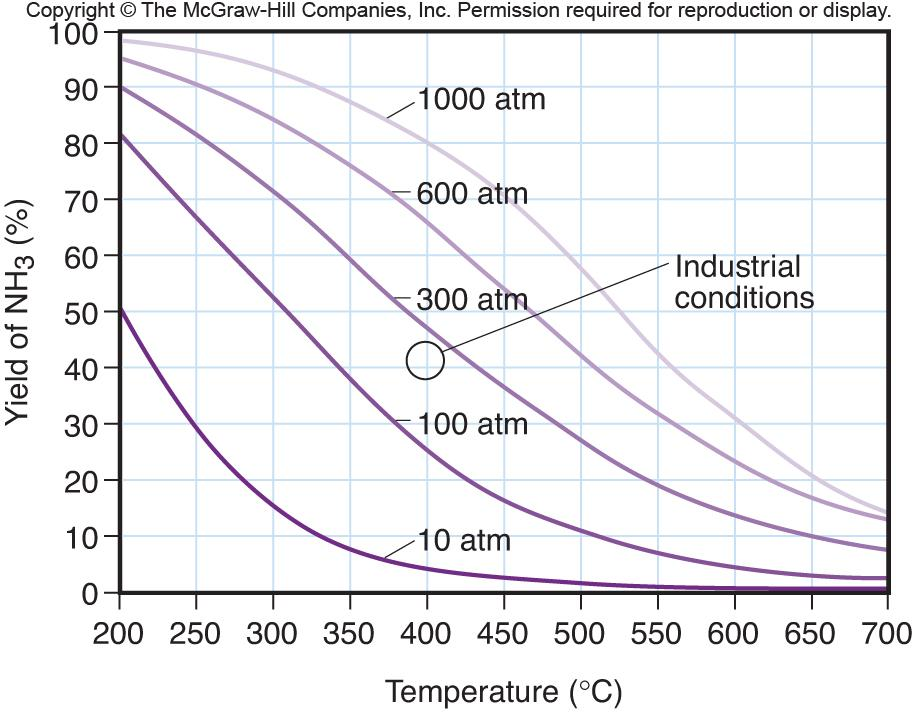 Copyright © The McGraw-Hill Companies, Inc. Permission required for reproduction or display.
100
90
80
70
60
50
40
30
20
10
0
Yield of NH3 (%)
1000 atm
600 atm
300 atm
100 atm
10 atm
Industrial
conditions
200 250 300 350 400 450 500 550 600 650 700
Temperature (°C)